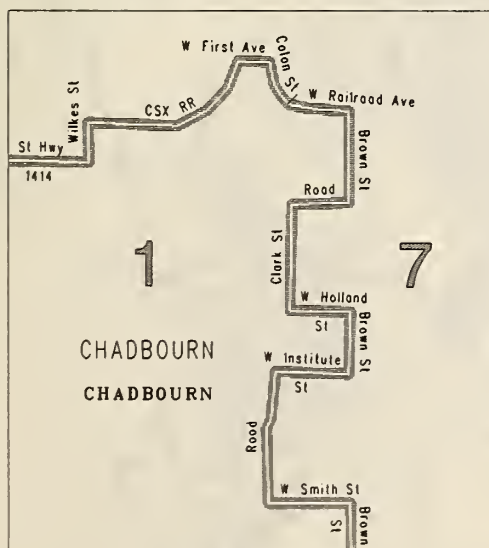 W First Ave
Colon St
W Railroad Ave
Wilkes St
CSX RR
St Hwy
1414
Brown St
Road
Clark St
1
7
W Holland
St
Brown St
CHADBOURN
W Institute
St
CHADBOURN
Road
W Smith St
Brown
St